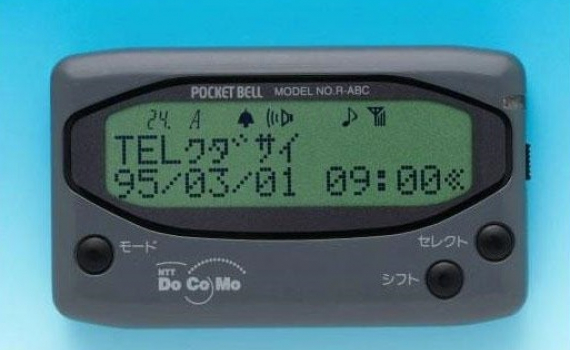 POCKET BELL MODEL NO.R-ABC
24. A
TELクダサイ
95/03/01 09:00
モード
セレクト
シフト
NTT
DoCoMo